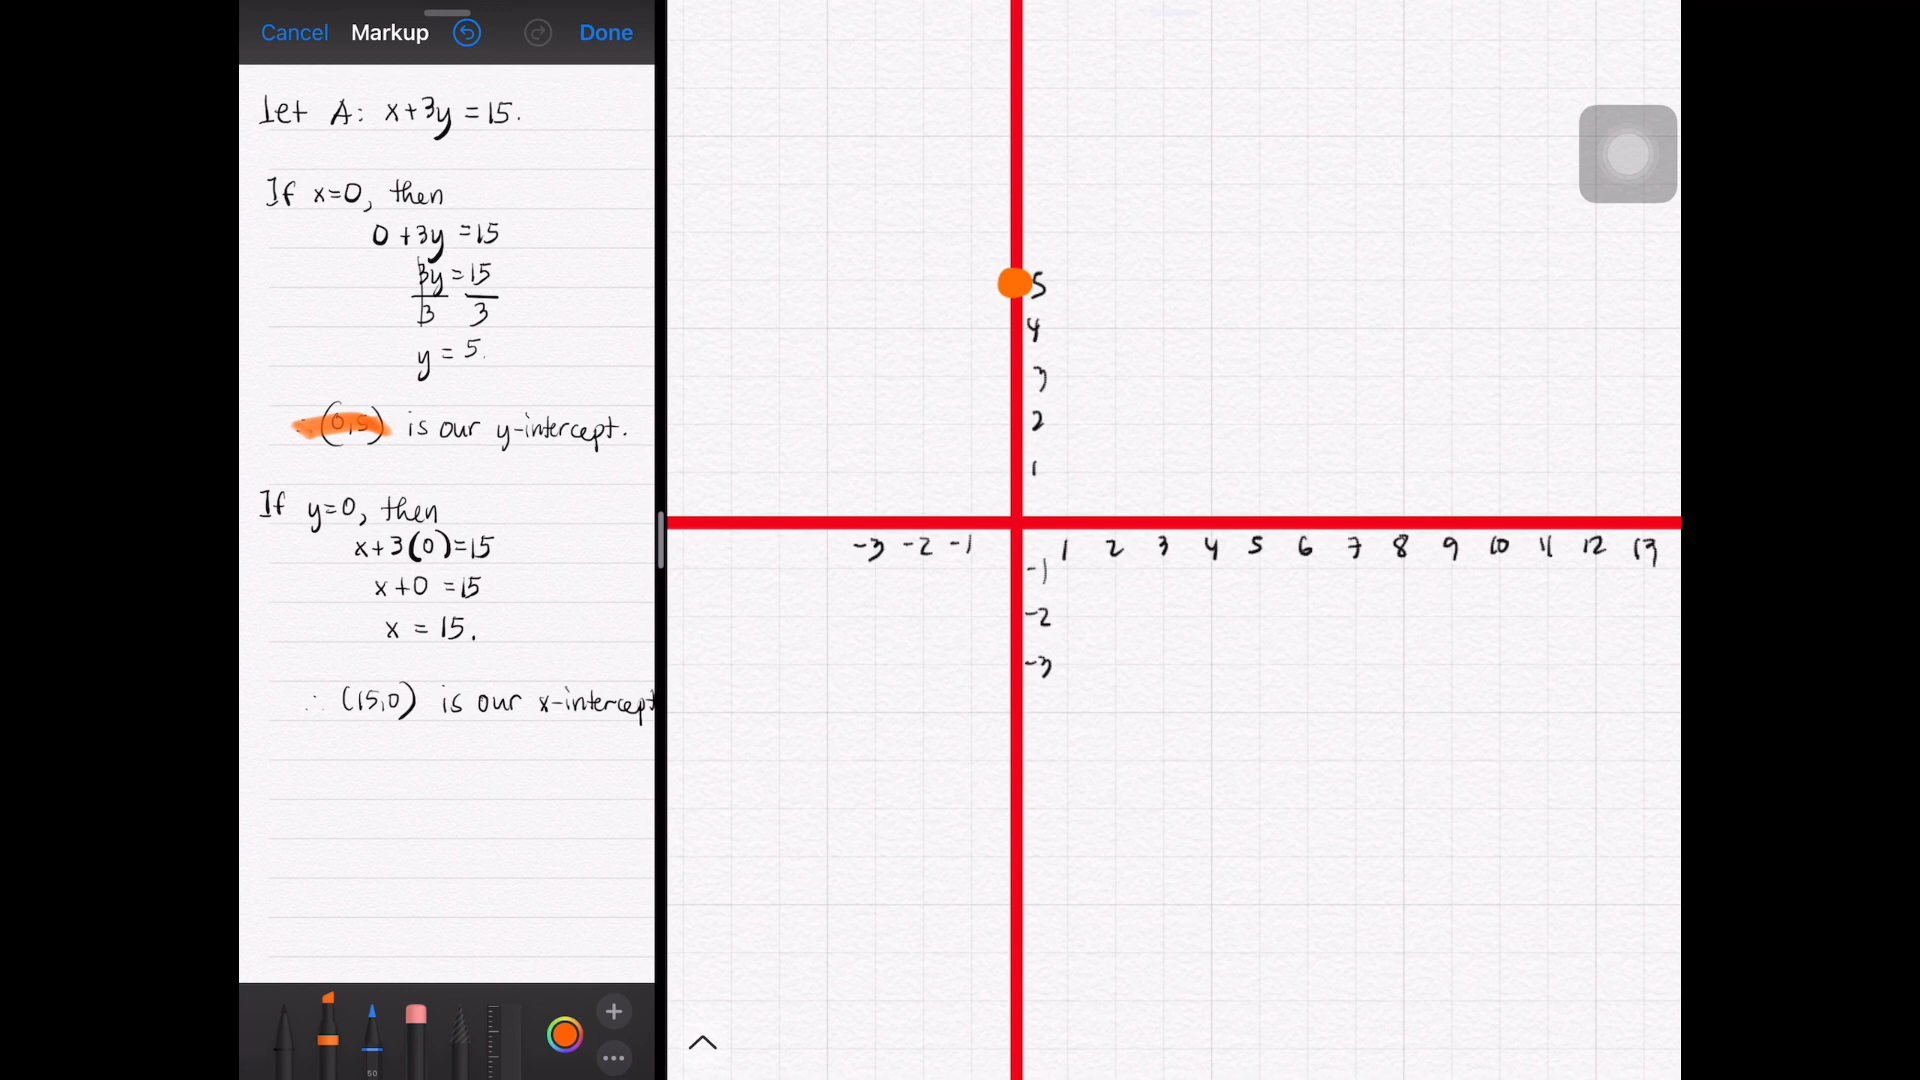 Cancel Markup Done
Let A: x+3y = 15.
If x=0, then
0 +3y = 15
3y = 15
3 3
y = 5.
∴ (0,5) is our y-intercept.
If y=0, then
x+3(0)=15
x+0 = 15
x = 15.
∴ (15,0) is our x-intercept
50
5
4
3
2
1
-3 -2 -1 1 2 3 4 5 6 7 8 9 10 11 12 13
-1
-2
-3